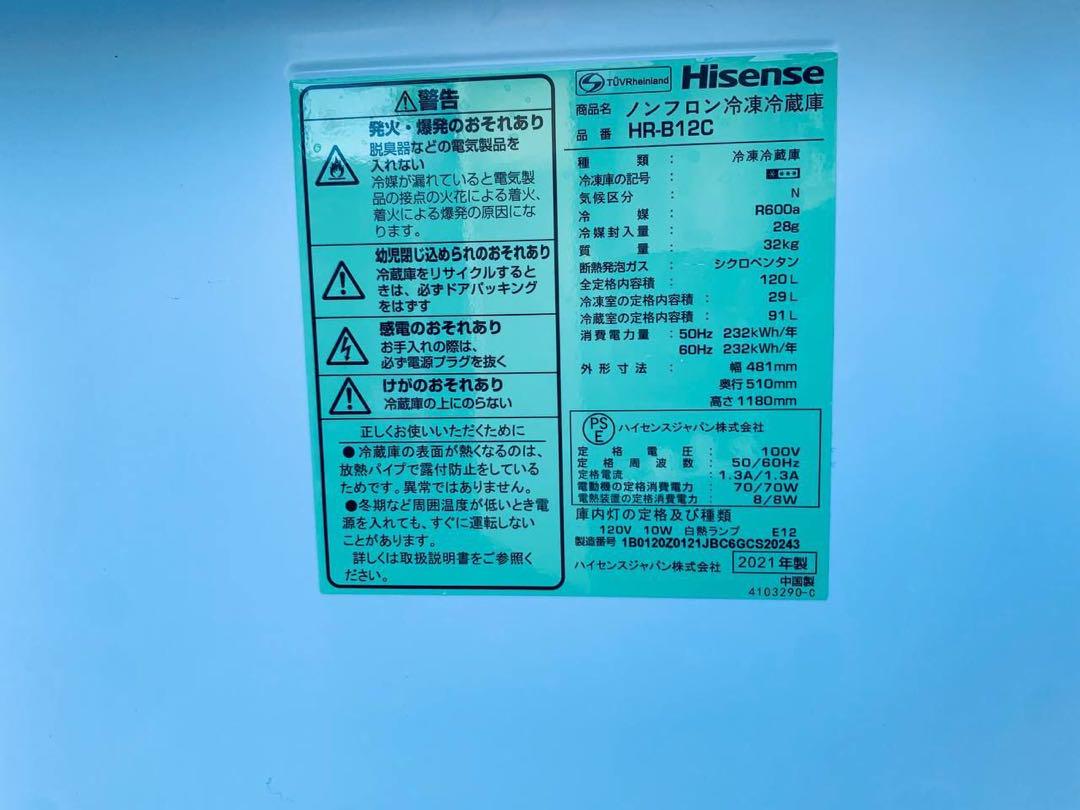 警告
発火・爆発のおそれあり
脱臭器などの電気製品を
入れない
冷媒が漏れていると電気製
品の接点の火花による着火、
着火による爆発の原因にな
ります。
幼児閉じ込められのおそれあり
冷蔵庫をリサイクルすると
きは、必ずドアパッキング
をはずす
感電のおそれあり
お手入れの際は、
必ず電源プラグを抜く
けがのおそれあり
冷蔵庫の上にのらない
正しくお使いいただくために
●冷蔵庫の表面が熱くなるのは、
放熱パイプで露付防止をしている
ためです。異常ではありません。
●冬期など周囲温度が低いとき電
源を入れても、すぐに運転しない
ことがあります。
詳しくは取扱説明書をご参照く
ださい。
TÜVRheinland Hisense
商品名 ノンフロン冷凍冷蔵庫
品番 HR-B12C
種類 : 冷凍冷蔵庫
冷凍庫の記号 :
気候区分 : N
冷媒 : R600a
冷媒封入量 : 28g
質量 : 32kg
断熱発泡ガス : シクロペンタン
全定格内容積 : 120L
冷凍室の定格内容積 : 29L
冷蔵室の定格内容積 : 91L
消費電力量 : 50Hz 232kWh/年
60Hz 232kWh/年
外形寸法 : 幅 481mm
奥行 510mm
高さ 1180mm
PSE ハイセンスジャパン株式会社
定格電圧 : 100V
定格周波数 : 50/60Hz
定格電流 : 1.3A/1.3A
電動機の定格消費電力 : 70/70W
電熱装置の定格消費電力 : 8/8W
庫内灯の定格及び種類
120V 10W 白熱ランプ E12
製造番号 1B0120Z0121JBC6GCS20243
ハイセンスジャパン株式会社 2021年製
中国製
4103290-C